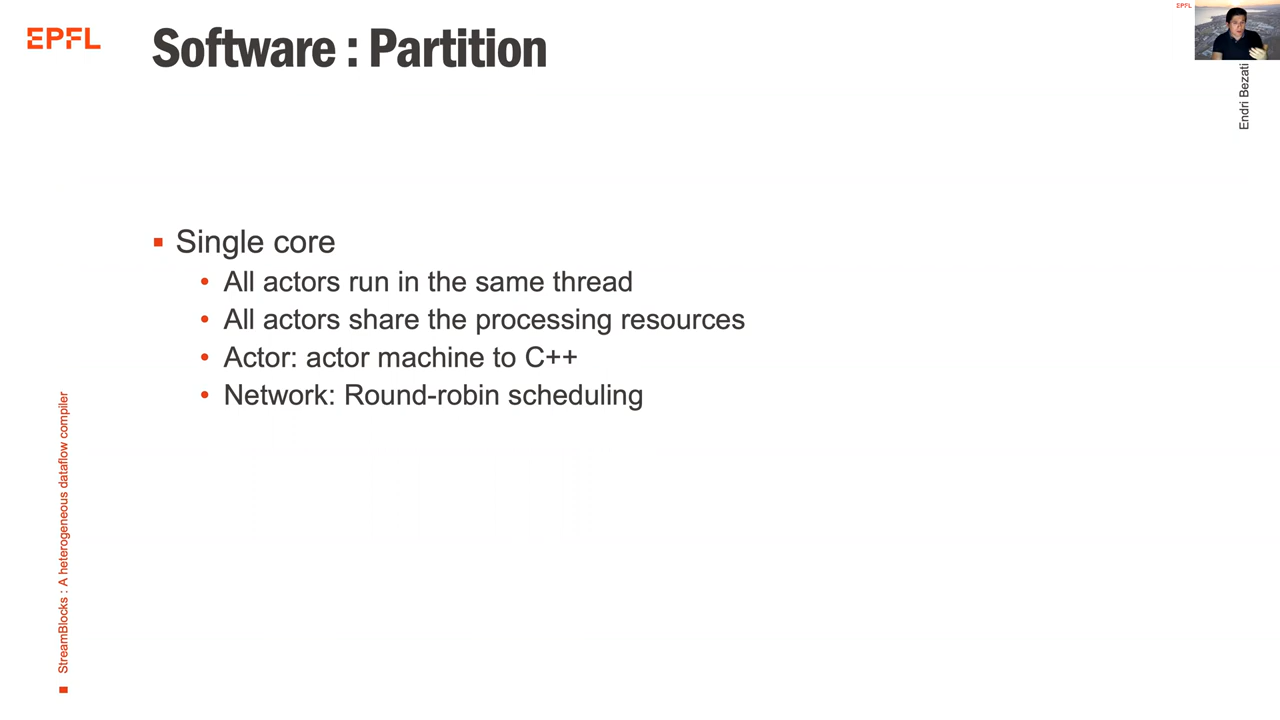 EPFL
Software : Partition
EPFL
Endri Bezati
▪ Single core
• All actors run in the same thread
• All actors share the processing resources
• Actor: actor machine to C++
• Network: Round-robin scheduling
StreamBlocks : A heterogeneous dataflow compiler